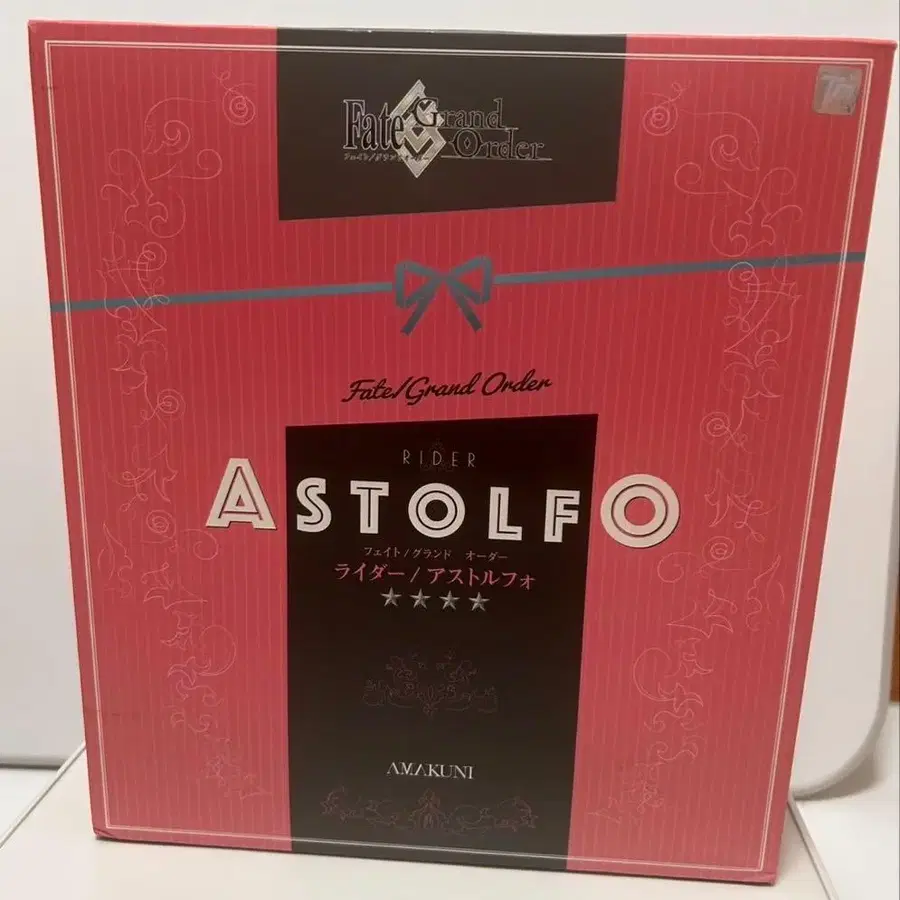 Fate Grand Order
フェイト/グランドオーダー
Fate/Grand Order
RIDER
ASTOLFO
フェイト/グランド オーダー
ライダー/アストルフォ
★★★★
AMAKUNI